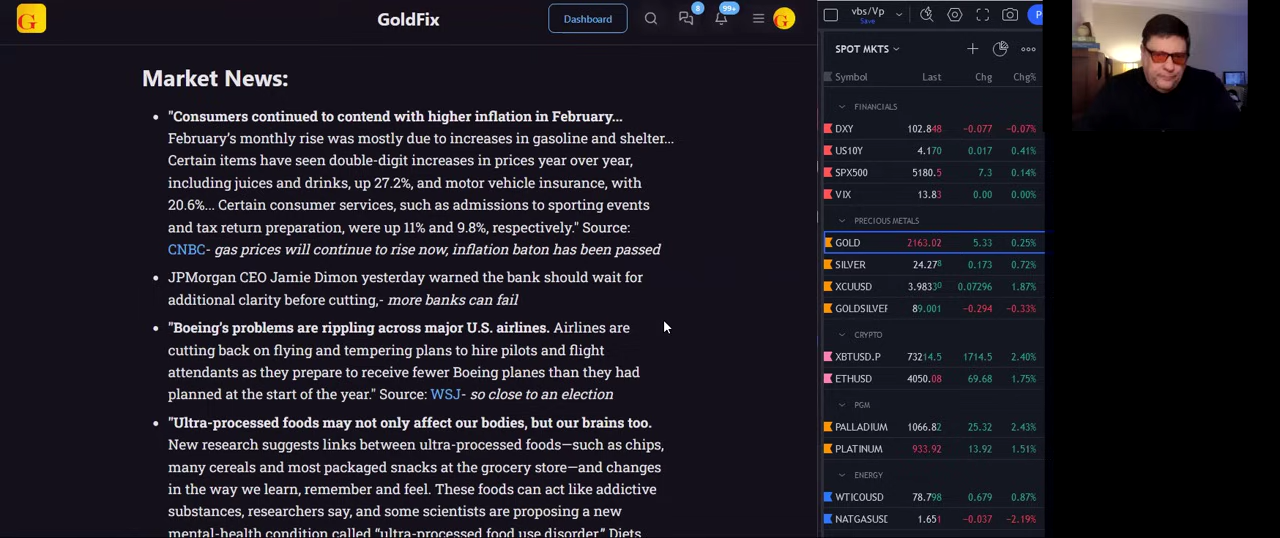 G
GoldFix
Dashboard
8
99+
G
Market News:
"Consumers continued to contend with higher inflation in February...
February's monthly rise was mostly due to increases in gasoline and shelter...
Certain items have seen double-digit increases in prices year over year,
including juices and drinks, up 27.2%, and motor vehicle insurance, with
20.6%... Certain consumer services, such as admissions to sporting events
and tax return preparation, were up 11% and 9.8%, respectively." Source:
CNBC- gas prices will continue to rise now, inflation baton has been passed
JPMorgan CEO Jamie Dimon yesterday warned the bank should wait for
additional clarity before cutting,- more banks can fail
"Boeing's problems are rippling across major U.S. airlines. Airlines are
cutting back on flying and tempering plans to hire pilots and flight
attendants as they prepare to receive fewer Boeing planes than they had
planned at the start of the year." Source: WSJ- so close to an election
"Ultra-processed foods may not only affect our bodies, but our brains too.
New research suggests links between ultra-processed foods—such as chips,
many cereals and most packaged snacks at the grocery store—and changes
in the way we learn, remember and feel. These foods can act like addictive
substances, researchers say, and some scientists are proposing a new
mental-health condition called "ultra-processed food use disorder." Diets
vbs/Vp
Save
P
SPOT MKTS
Symbol Last Chg Chg%
FINANCIALS
DXY 102.848 −0.077 −0.07%
US10Y 4.170 0.017 0.41%
SPX500 5180.5 7.3 0.14%
VIX 13.83 0.00 0.00%
PRECIOUS METALS
GOLD 2163.02 5.33 0.25%
SILVER 24.278 0.173 0.72%
XCUUSD 3.98330 0.07296 1.87%
GOLDSILVER 89.001 −0.294 −0.33%
CRYPTO
XBTUSD.P 73214.5 1714.5 2.40%
ETHUSD 4050.08 69.68 1.75%
PGM
PALLADIUM 1066.82 25.32 2.43%
PLATINUM 933.92 13.92 1.51%
ENERGY
WTICOUSD 78.798 0.679 0.87%
NATGASUSD 1.651 −0.037 −2.19%